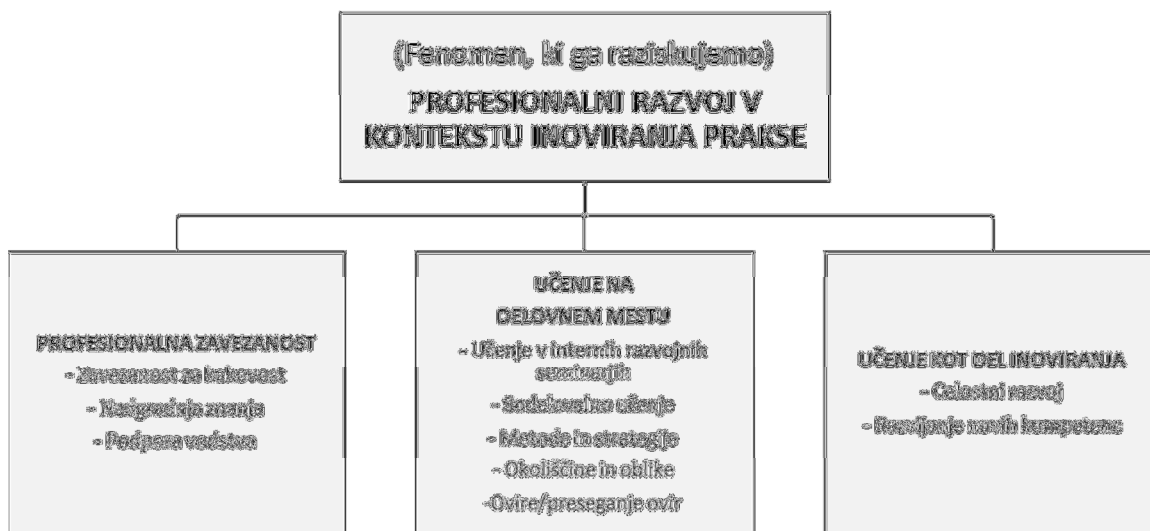 (Fenomen, ki ga raziskujemo)
PROFESIONALNI RAZVOJ V
KONTEKSTU INOVIRANJA PRAKSE
PROFESIONALNA ZAVEZANOST
- Zavezanost za kakovost
- Nadgradnja znanja
- Podpora vodstva
UČENJE NA
DELOVNEM MESTU
- Učenje v internih razvojnih
seminarjih
- Sodelovalno učenje
- Metode in strategije
- Okoliščine in oblike
-Ovire/preseganje ovir
UČENJE KOT DEL INOVIRANJA
- Celostni razvoj
- Razvijanje novih kompetenc